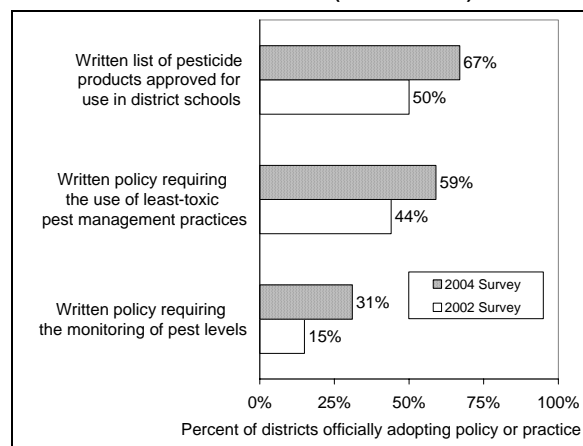 Written list of pesticide
products approved for
use in district schools
67%
50%
Written policy requiring
the use of least-toxic
pest management practices
59%
44%
Written policy requiring
the monitoring of pest levels
31%
15%
2004 Survey
2002 Survey
0% 25% 50% 75% 100%
Percent of districts officially adopting policy or practice